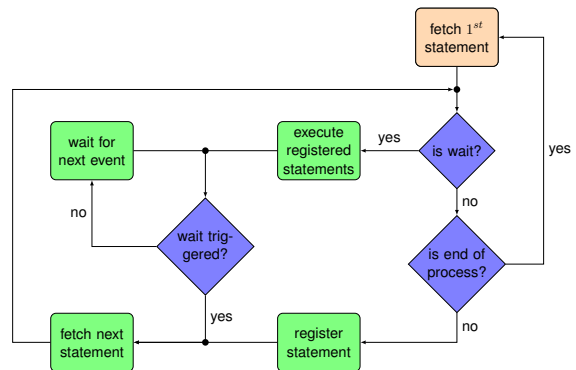 fetch 1st
statement
wait for
next event
execute
registered
statements
yes
is wait?
yes
no
no
wait trig-
gered?
is end of
process?
yes
no
fetch next
statement
register
statement